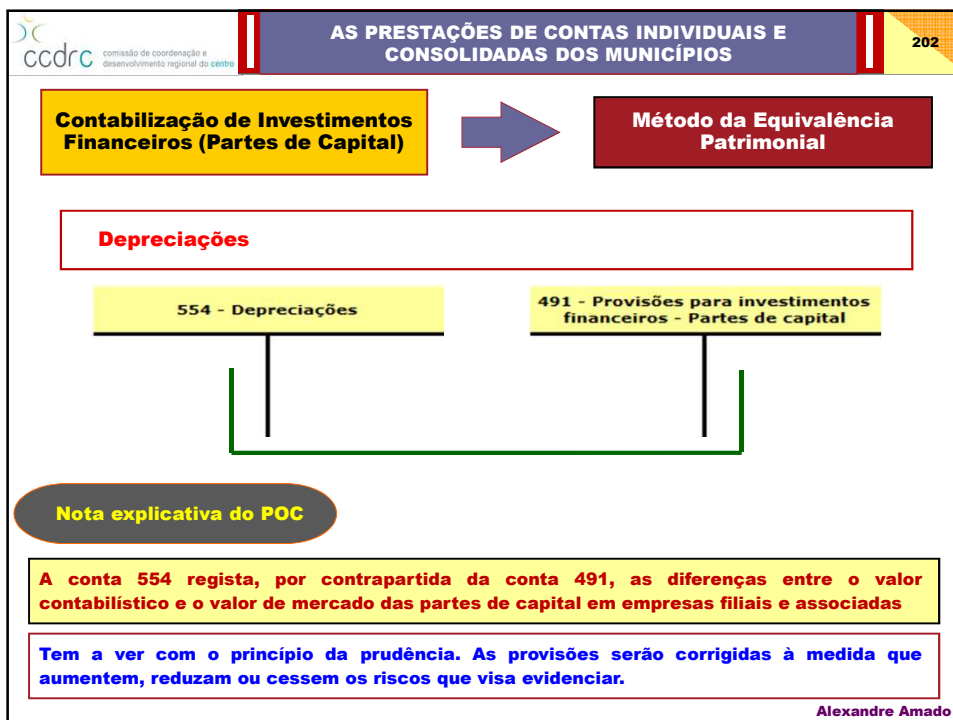 ccdrc
comissão de coordenação e
desenvolvimento regional do centro
AS PRESTAÇÕES DE CONTAS INDIVIDUAIS E
CONSOLIDADAS DOS MUNICÍPIOS
202
Contabilização de Investimentos
Financeiros (Partes de Capital)
Método da Equivalência
Patrimonial
Depreciações
554 - Depreciações
491 - Provisões para investimentos
financeiros - Partes de capital
Nota explicativa do POC
A conta 554 regista, por contrapartida da conta 491, as diferenças entre o valor
contabilístico e o valor de mercado das partes de capital em empresas filiais e associadas
Tem a ver com o princípio da prudência. As provisões serão corrigidas à medida que
aumentem, reduzam ou cessem os riscos que visa evidenciar.
Alexandre Amado